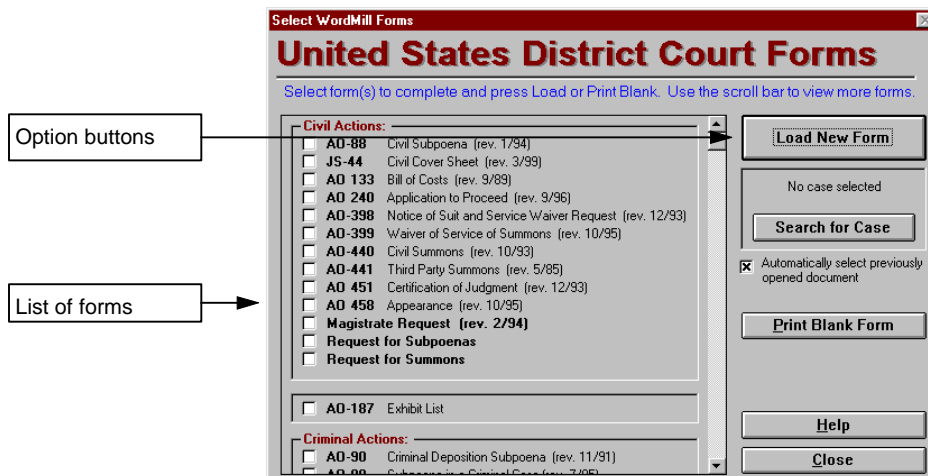 Select WordMill Forms
United States District Court Forms
Select form(s) to complete and press Load or Print Blank. Use the scroll bar to view more forms.
Option buttons
List of forms
Civil Actions:
AO-88 Civil Subpoena (rev. 1/94)
JS-44 Civil Cover Sheet (rev. 3/99)
AO 133 Bill of Costs (rev. 9/89)
AO 240 Application to Proceed (rev. 9/96)
AO-398 Notice of Suit and Service Waiver Request (rev. 12/93)
AO-399 Waiver of Service of Summons (rev. 10/95)
AO-440 Civil Summons (rev. 10/93)
AO-441 Third Party Summons (rev. 5/85)
AO 451 Certification of Judgment (rev. 12/93)
AO 458 Appearance (rev. 10/95)
Magistrate Request (rev. 2/94)
Request for Subpoenas
Request for Summons
AO-187 Exhibit List
Criminal Actions:
AO-90 Criminal Deposition Subpoena (rev. 11/91)
Load New Form
No case selected
Search for Case
Automatically select previously
opened document
Print Blank Form
Help
Close